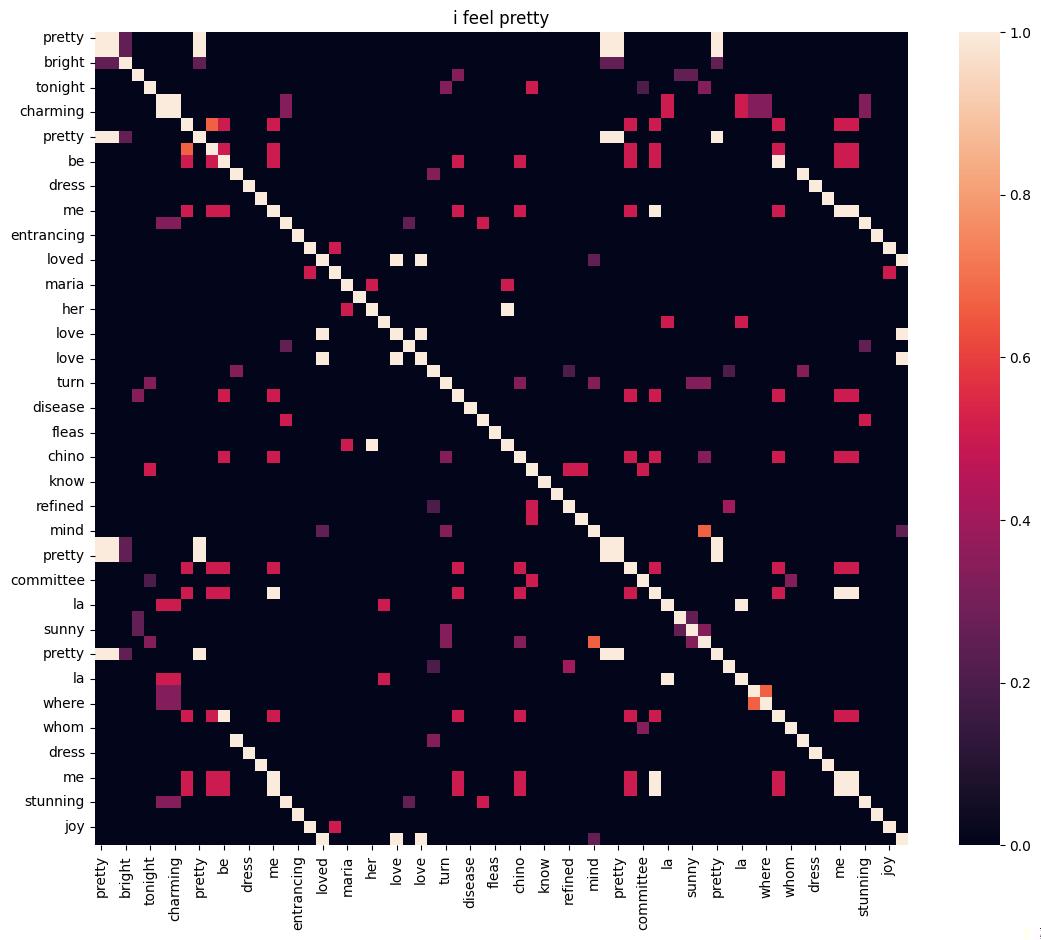 i feel pretty
pretty
bright
tonight
charming
pretty
be
dress
me
entrancing
loved
maria
her
love
love
turn
disease
fleas
chino
know
refined
mind
pretty
committee
la
sunny
pretty
la
where
whom
dress
me
stunning
joy
1.0
0.8
0.6
0.4
0.2
0.0
pretty
bright
tonight
charming
pretty
be
dress
me
entrancing
loved
maria
her
love
love
turn
disease
fleas
chino
know
refined
mind
pretty
committee
la
sunny
pretty
la
where
whom
dress
me
stunning
joy